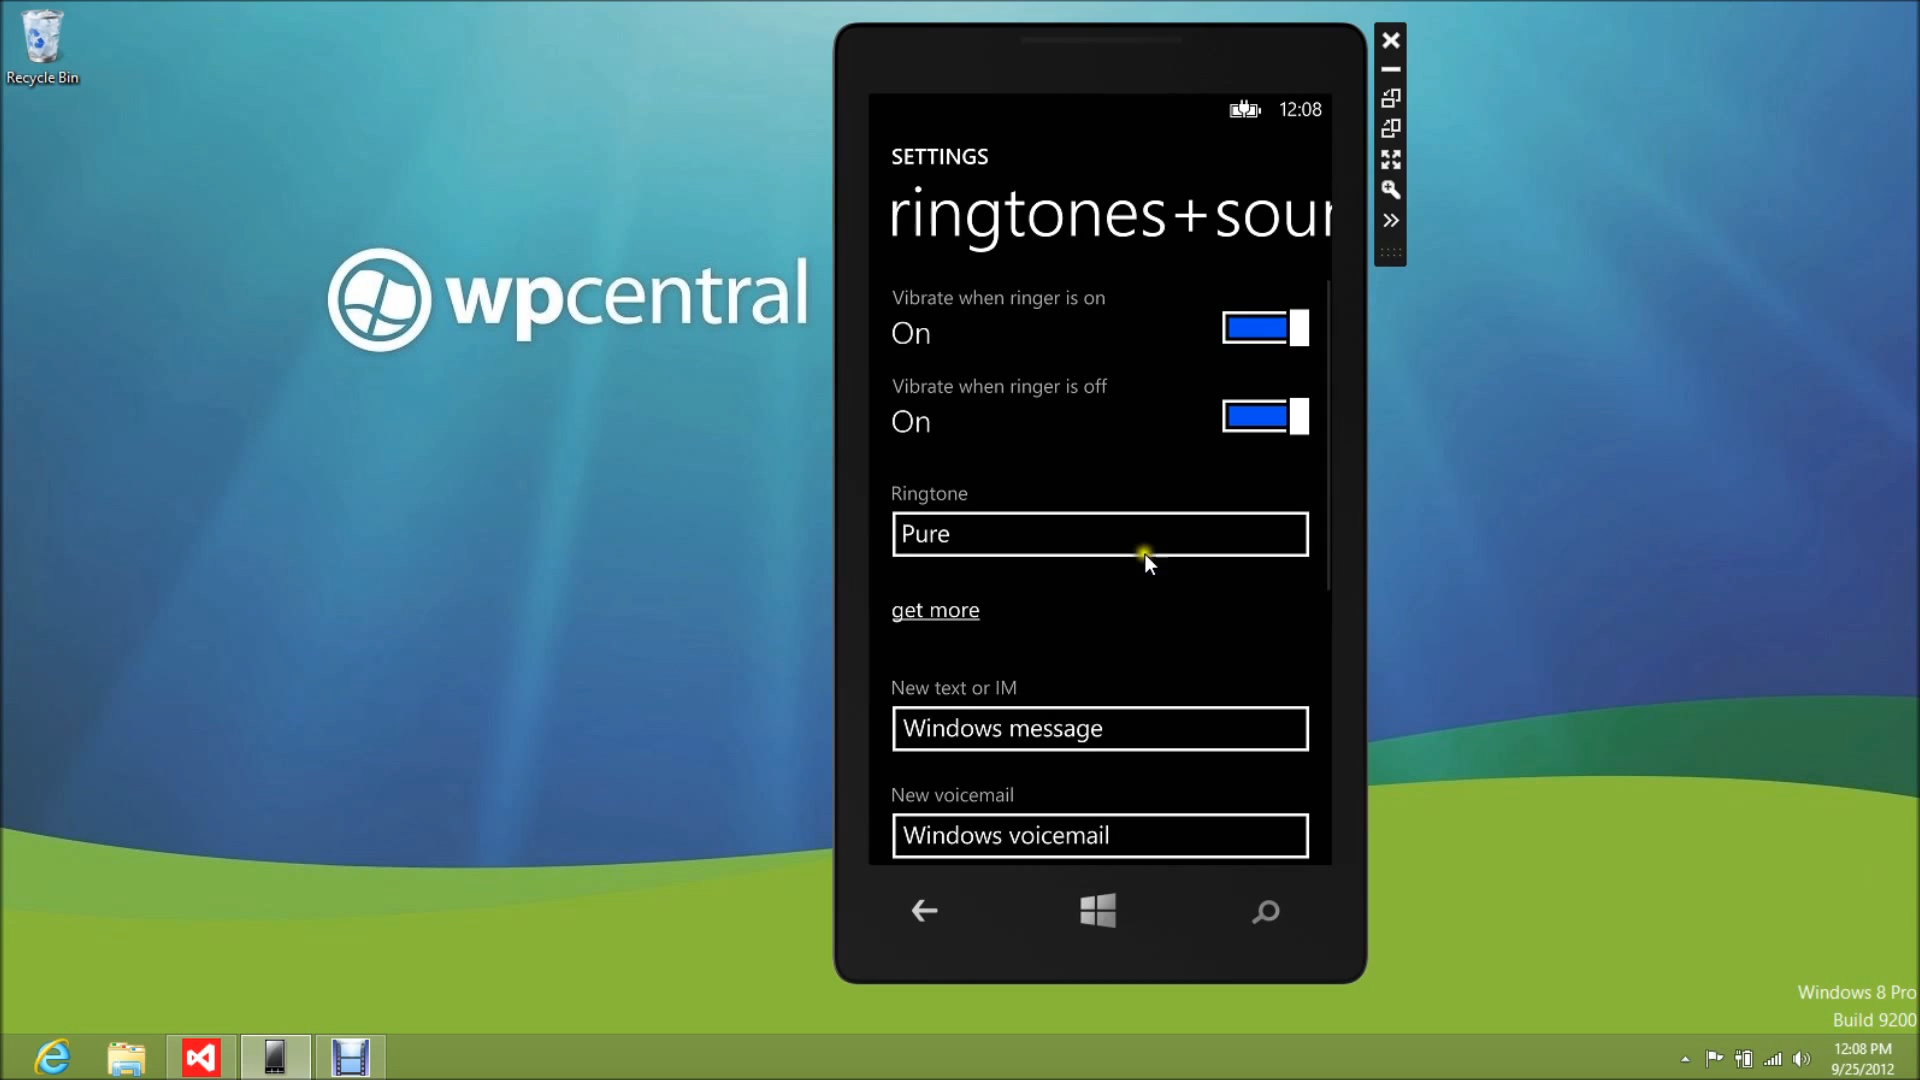 Recycle Bin
wpcentral
12:08
SETTINGS
ringtones+sour
Vibrate when ringer is on
On
Vibrate when ringer is off
On
Ringtone
Pure
get more
New text or IM
Windows message
New voicemail
Windows voicemail
Windows 8 Pro
Build 9200
12:08 PM
9/25/2012